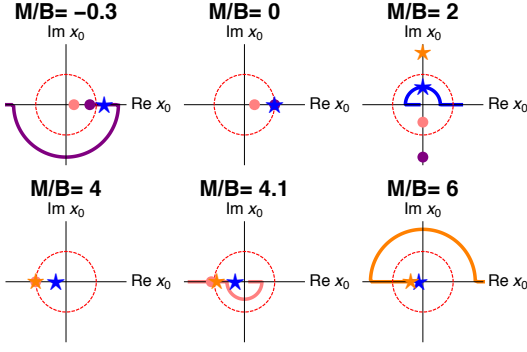 M/B= −0.3
M/B= 0
M/B= 2
Im x₀
Im x₀
Im x₀
Re x₀
Re x₀
Re x₀
M/B= 4
M/B= 4.1
M/B= 6
Im x₀
Im x₀
Im x₀
Re x₀
Re x₀
Re x₀